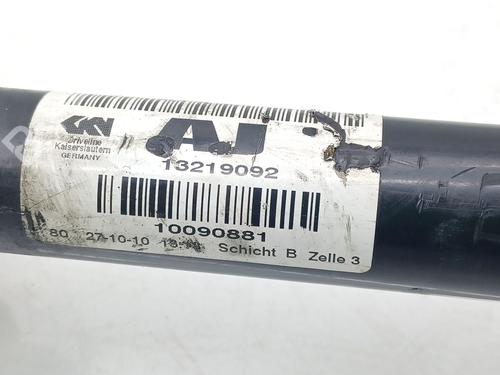 GKN
Driveline
Kaiserslautern
GERMANY
AJ
13219092
10090881
80 27-10-10 Schicht B Zelle 3